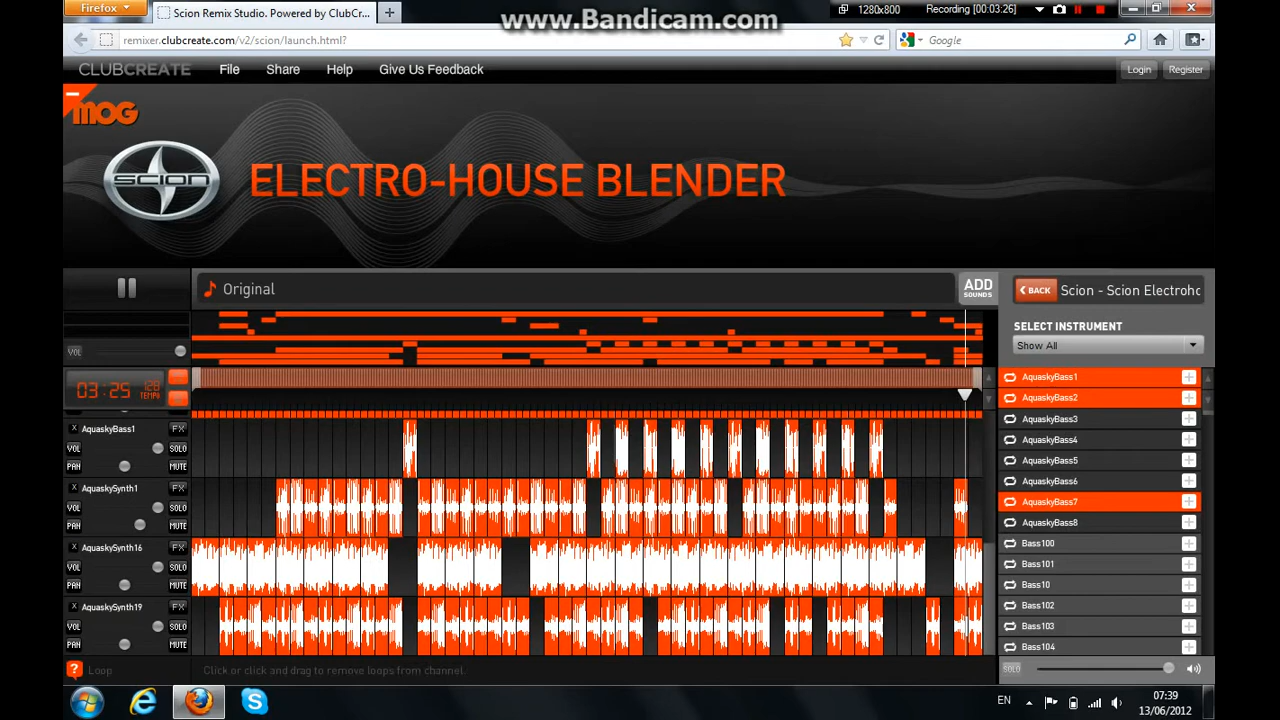 Firefox
Scion Remix Studio. Powered by ClubCr...
www.Bandicam.com
1280x800
Recording [00:03:26]
remixer.clubcreate.com/v2/scion/launch.html?
Google
CLUBCREATE
File
Share
Help
Give Us Feedback
Login
Register
MOG
SCION
ELECTRO-HOUSE BLENDER
Original
ADD
SOUNDS
BACK
Scion - Scion Electroho
SELECT INSTRUMENT
Show All
VOL
03:25
128
TEMPO
AquaskyBass1
FX
VOL
SOLO
PAN
MUTE
AquaskySynth1
FX
VOL
SOLO
PAN
MUTE
AquaskySynth16
FX
VOL
SOLO
PAN
MUTE
AquaskySynth19
FX
VOL
SOLO
PAN
MUTE
AquaskyBass1
AquaskyBass2
AquaskyBass3
AquaskyBass4
AquaskyBass5
AquaskyBass6
AquaskyBass7
AquaskyBass8
Bass100
Bass101
Bass10
Bass102
Bass103
Bass104
Loop
Click or click and drag to remove loops from channel.
SOLO
EN
07:39
13/06/2012